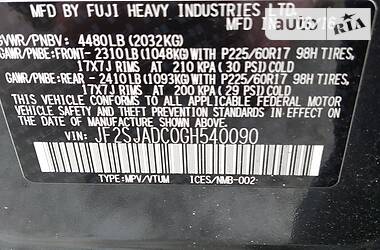 MFD BY FUJI HEAVY INDUSTRIES LTD.
AUTO
RIA
GVWR/PNBV: 4480LB (2032KG)
GAWR/PNBE: FRONT- 2310LB (1048KG) WITH P225/60R17 98H TIRES,
17X7J RIMS AT 210 KPA (30 PSI) COLD
GAWR/PNBE: REAR - 2410LB (1093KG) WITH P225/60R17 98H TIRES,
17X7J RIMS AT 200 KPA (29 PSI) COLD
THIS VEHICLE CONFORMS TO ALL APPLICABLE FEDERAL MOTOR
VEHICLE SAFETY, BUMPER, AND THEFT PREVENTION STANDARDS
IN EFFECT ON THE DATE OF MANUFACTURE SHOWN ABOVE.
VIN: JF2SJADC0GH540090
TYPE:MPV/VTUM ICES/NMB-002